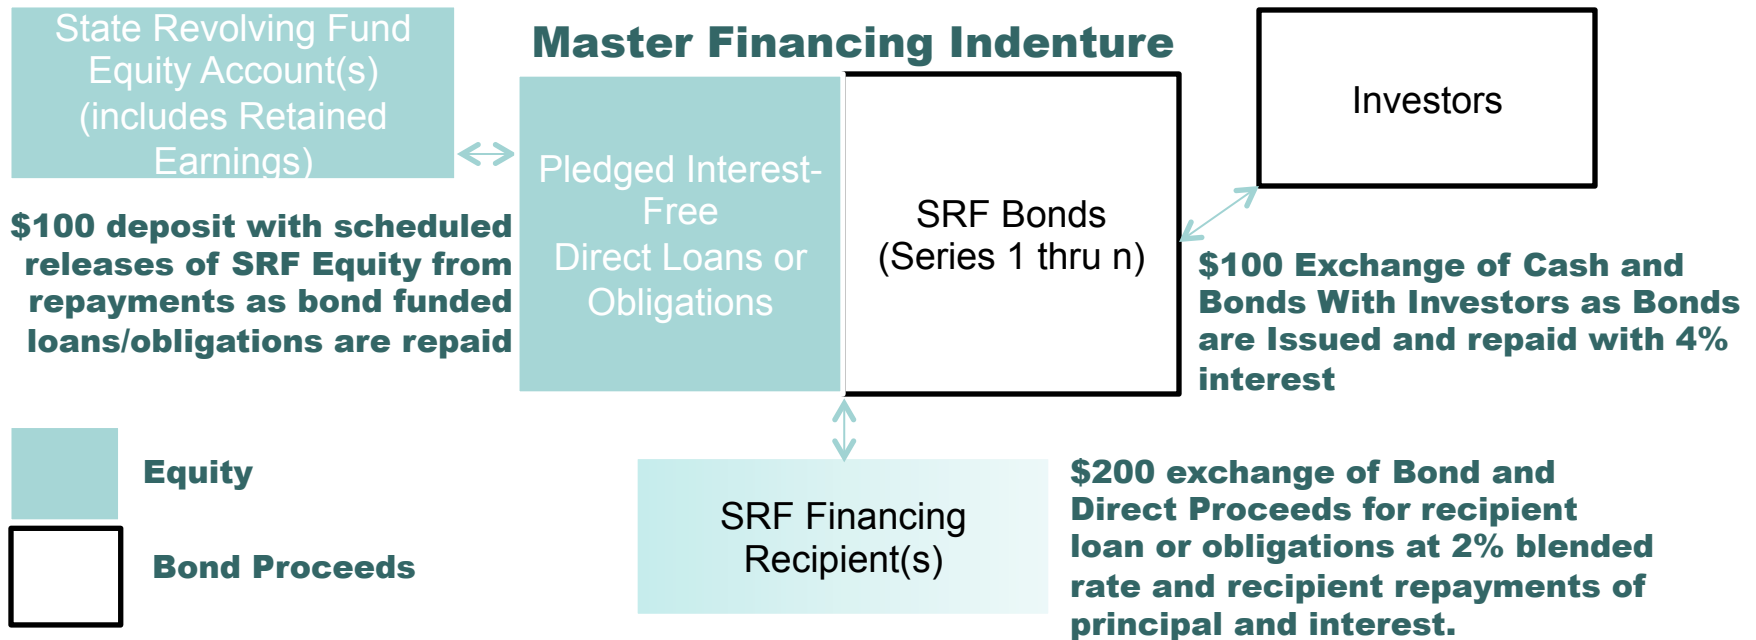 State Revolving Fund
Equity Account(s)
(includes Retained
Earnings)
Master Financing Indenture
Investors
Pledged Interest-
Free
Direct Loans or
Obligations
SRF Bonds
(Series 1 thru n)
$100 deposit with scheduled
releases of SRF Equity from
repayments as bond funded
loans/obligations are repaid
$100 Exchange of Cash and
Bonds With Investors as Bonds
are Issued and repaid with 4%
interest
Equity
Bond Proceeds
SRF Financing
Recipient(s)
$200 exchange of Bond and
Direct Proceeds for recipient
loan or obligations at 2% blended
rate and recipient repayments of
principal and interest.